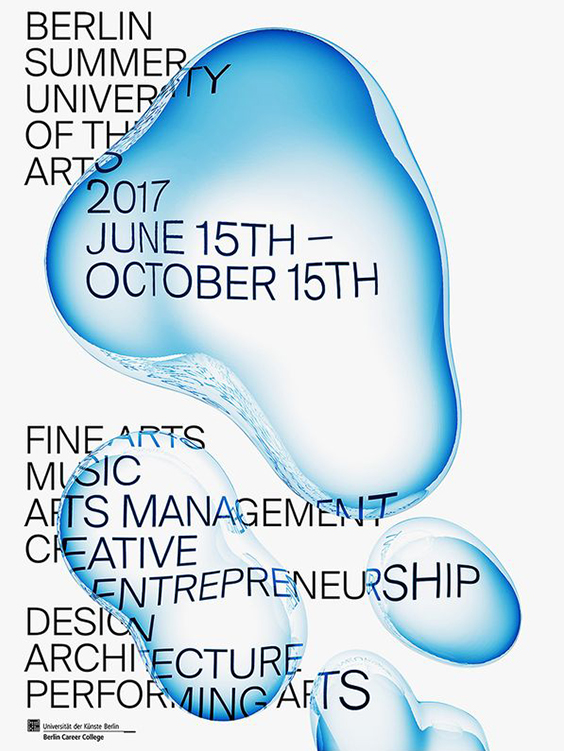 BERLIN
SUMMER
UNIVERSITY
OF THE
ARTS
2017
JUNE 15TH –
OCTOBER 15TH
FINE ARTS
MUSIC
ARTS MANAGEMENT
CREATIVE
ENTREPRENEURSHIP
DESIGN
ARCHITECTURE
PERFORMING ARTS
Universität der Künste Berlin
Berlin Career College